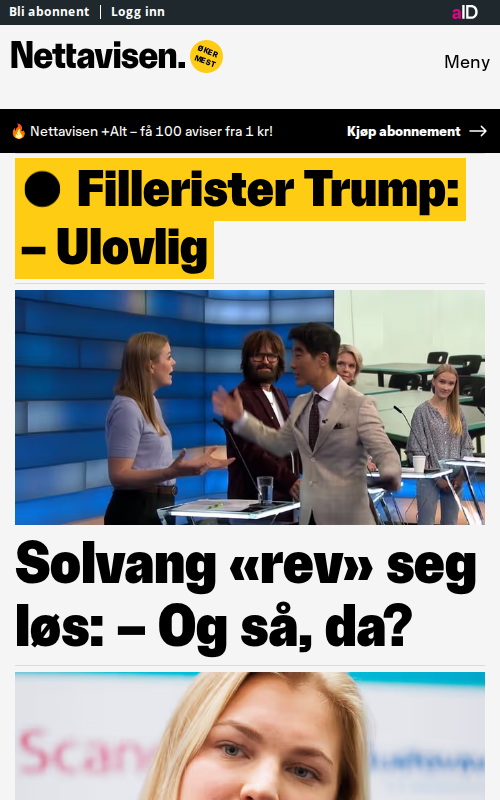 Bli abonnent Logg inn aID
Nettavisen. ØKER
MEST
Meny
🔥 Nettavisen +Alt – få 100 aviser fra 1 kr! Kjøp abonnement →
● Fillerister Trump:
– Ulovlig
Solvang «rev» seg
løs: – Og så, da?
Scan